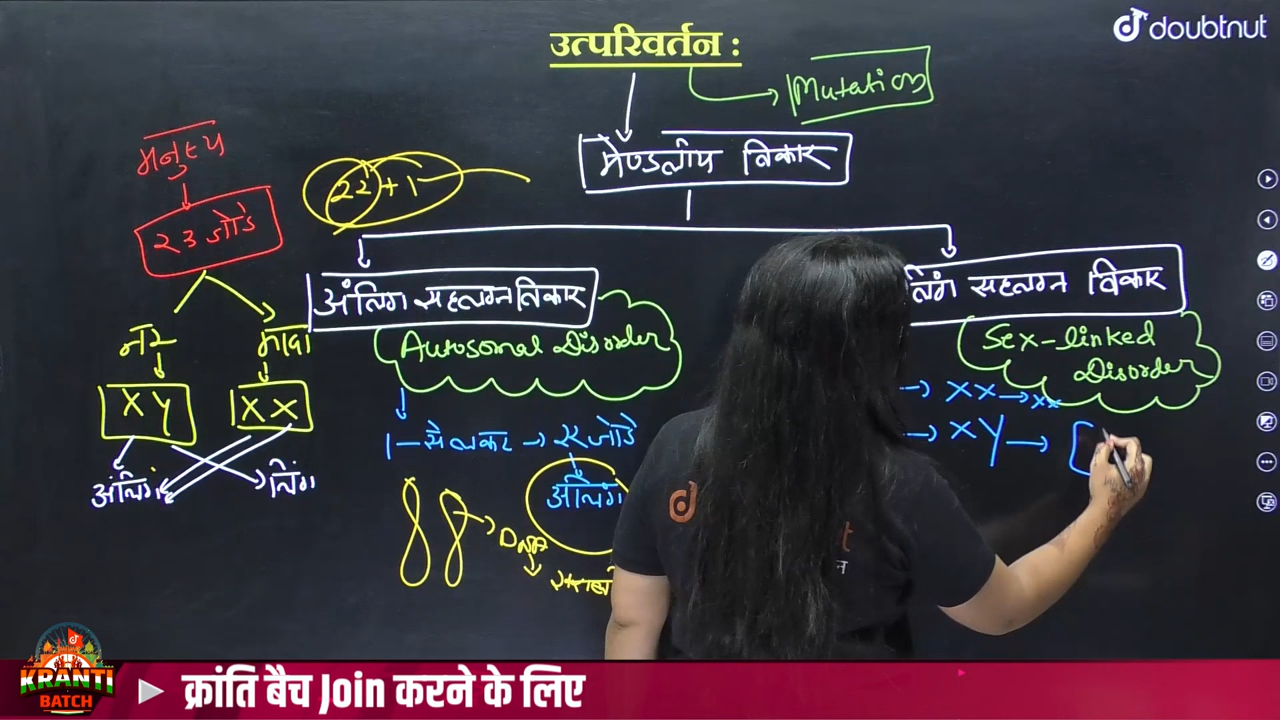 doubtnut
उत्परिवर्तन :
Mutation
मेण्डलीय विकार
मनुष्य
23 जोडे
22 + 1
अलिंग सहलग्न विकार
लिंग सहलग्न विकार
Autosomal Disorder
Sex-linked
Disorder
नर
मादा
XY
XX
→ XX → XX
→ XY →
1 → 22 जोडे
अलिंग
अलिंग
लिंग
DNA
KRANTI
BATCH
क्रांति बैच Join करने के लिए